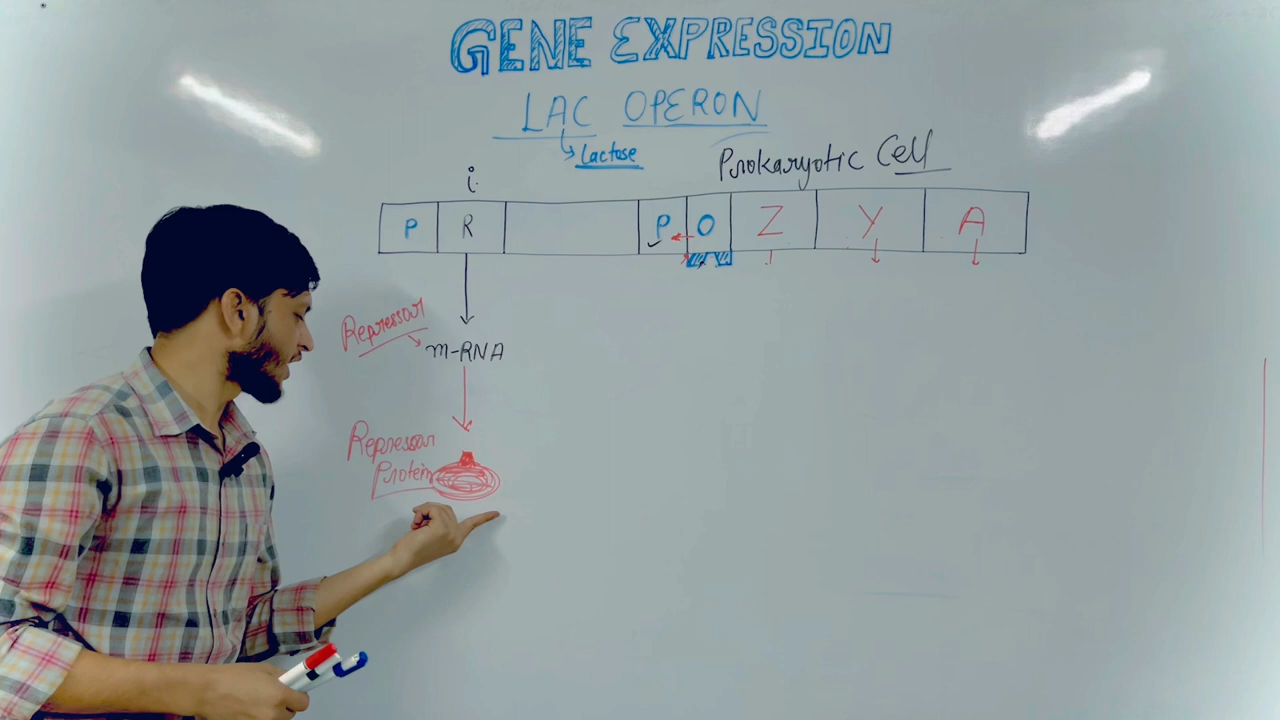 GENE EXPRESSION
LAC OPERON
Lactose
Prokaryotic Cell
i
P R P O Z Y A
Repressor
m-RNA
Repressor
Protein